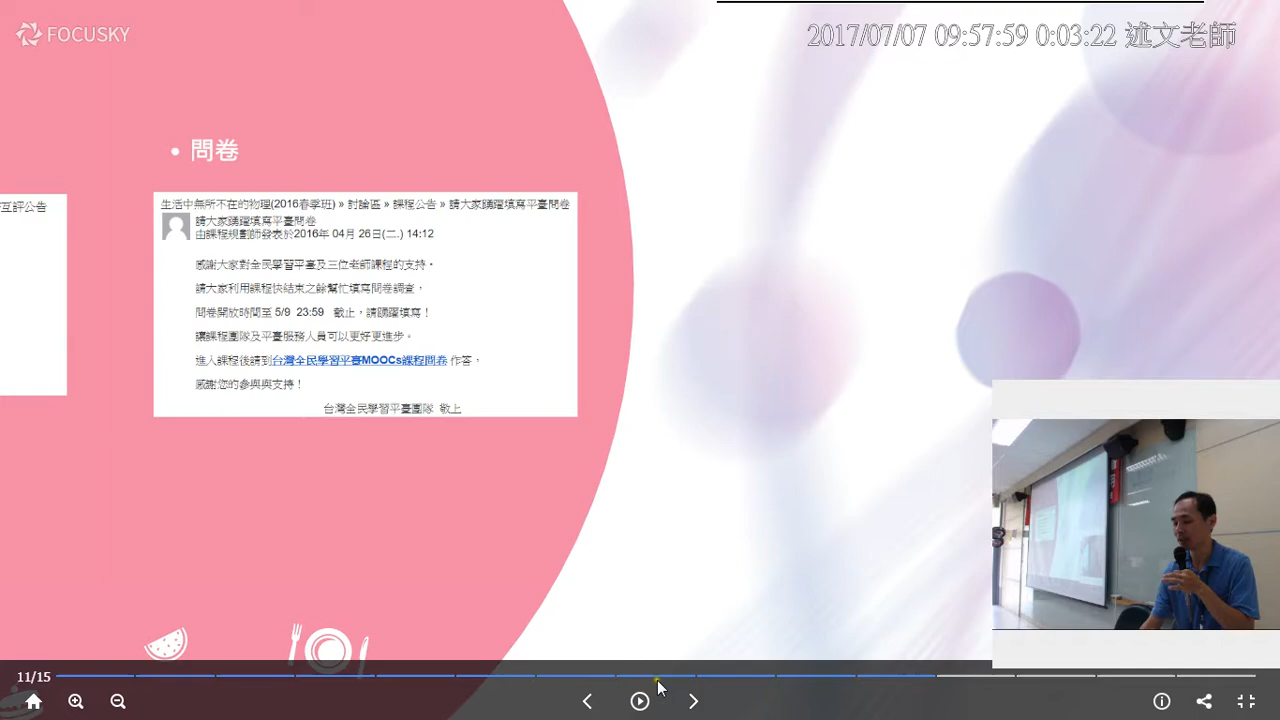 FOCUSKY
2017/07/07 09:57:59 0:03:22 述文老師
• 問卷
互評公告
生活中無所不在的物理(2016春季班) » 討論區 » 課程公告 » 請大家踴躍填寫平臺問卷
請大家踴躍填寫平臺問卷
由課程規劃師發表於2016年 04月 26日(二.) 14:12
感謝大家對全民學習平臺及三位老師課程的支持。
請大家利用課程快結束之餘幫忙填寫問卷調查，
問卷開放時間至 5/9 23:59 截止，請踴躍填寫！
讓課程團隊及平臺服務人員可以更好更進步。
進入課程後請到台灣全民學習平臺MOOCs課程問卷 作答，
感謝您的參與與支持！
台灣全民學習平臺團隊 敬上
11/15